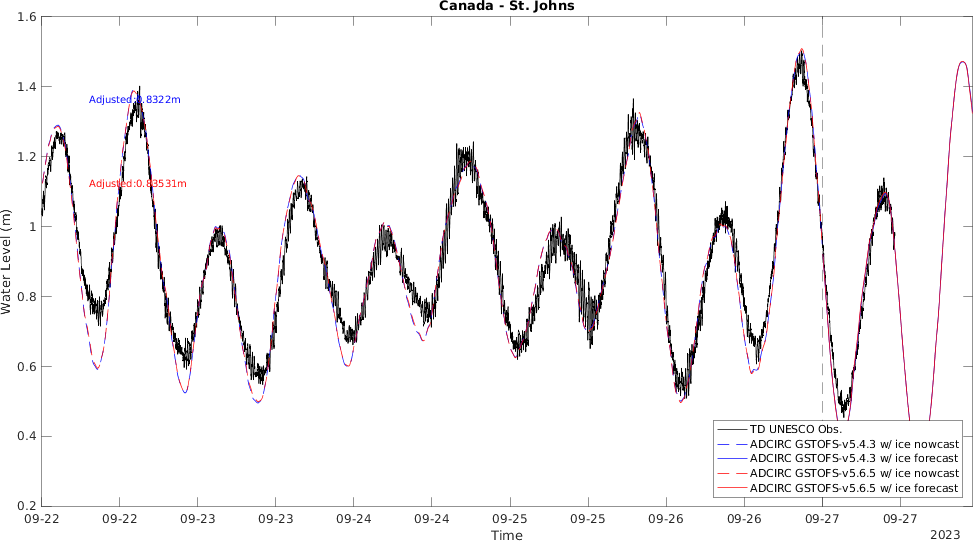 Canada - St. Johns
1.6
1.4
1.2
1
0.8
0.6
0.4
0.2
Water Level (m)
Adjusted:0.8322m
Adjusted:0.83531m
TD UNESCO Obs.
ADCIRC GSTOFS-v5.4.3 w/ ice nowcast
ADCIRC GSTOFS-v5.4.3 w/ ice forecast
ADCIRC GSTOFS-v5.6.5 w/ ice nowcast
ADCIRC GSTOFS-v5.6.5 w/ ice forecast
09-22 09-22 09-23 09-23 09-24 09-24 09-25 09-25 09-26 09-26 09-27 09-27
Time
2023